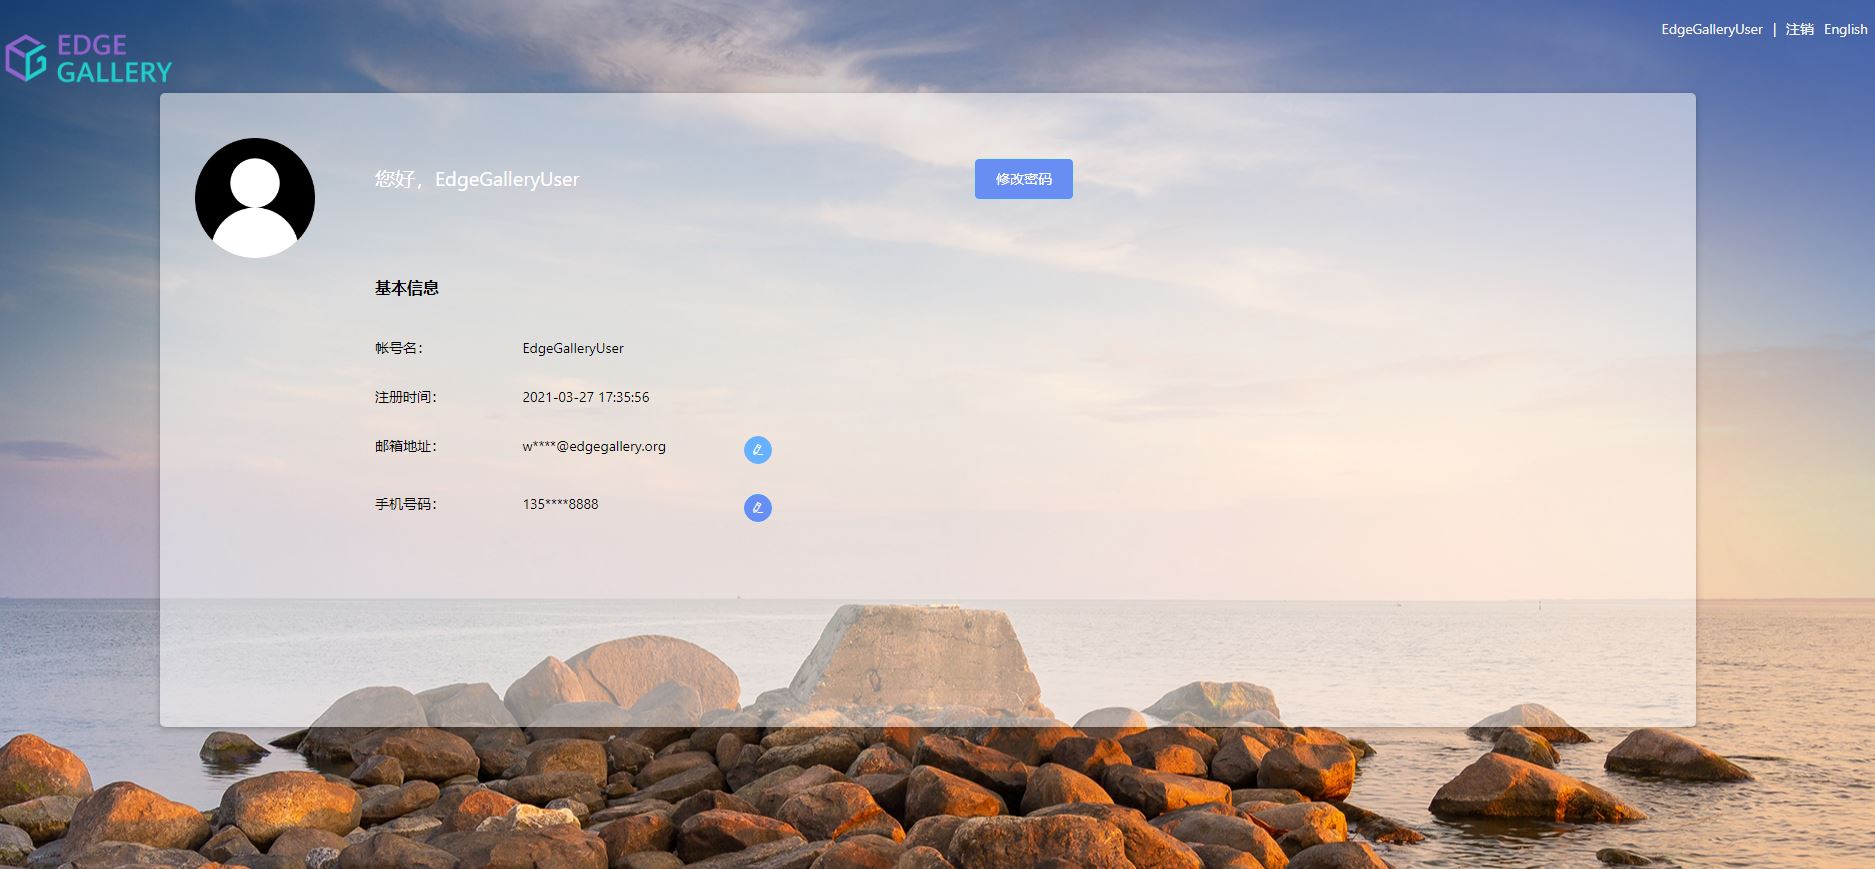 EdgeGalleryUser | 注销 English
EDGE
GALLERY
您好，EdgeGalleryUser
修改密码
基本信息
帐号名：
EdgeGalleryUser
注册时间：
2021-03-27 17:35:56
邮箱地址：
w****@edgegallery.org
手机号码：
135****8888